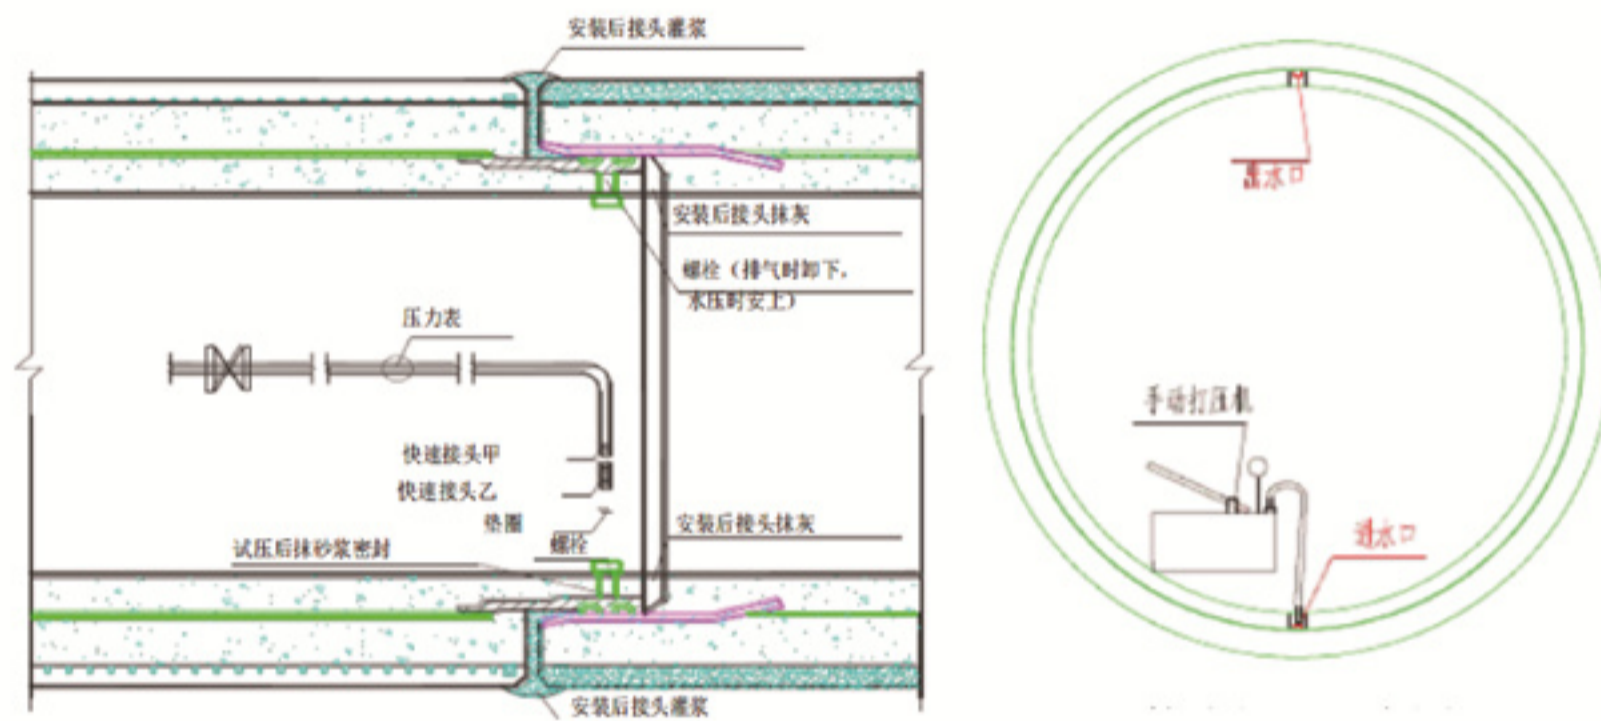 安装后接头灌浆
安装后接头抹灰
螺栓（排气时卸下，
水压时安上）
压力表
快速接头甲
快速接头乙
垫圈
螺栓
试压后抹砂浆密封
安装后接头抹灰
安装后接头灌浆
出水口
手动打压机
进水口